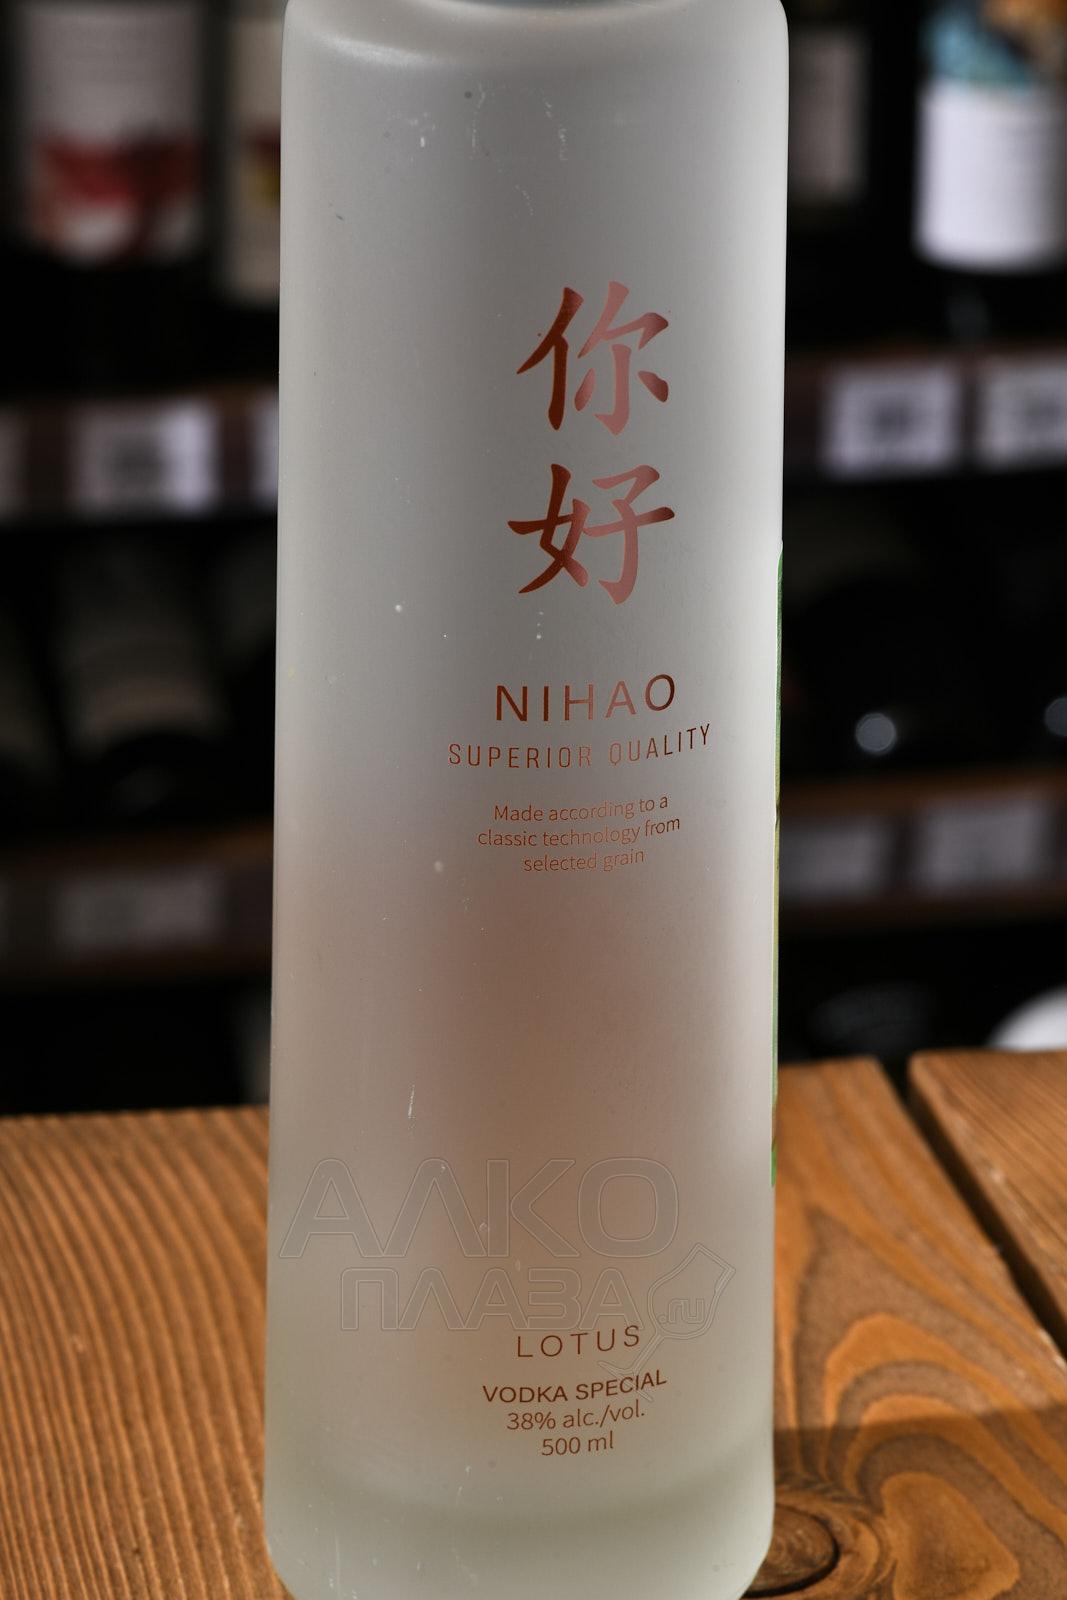 你
好
NIHAO
SUPERIOR QUALITY
Made according to a
classic technology from
selected grain
АЛКО
ПЛАЗА.ru
LOTUS
VODKA SPECIAL
38% alc./vol.
500 ml